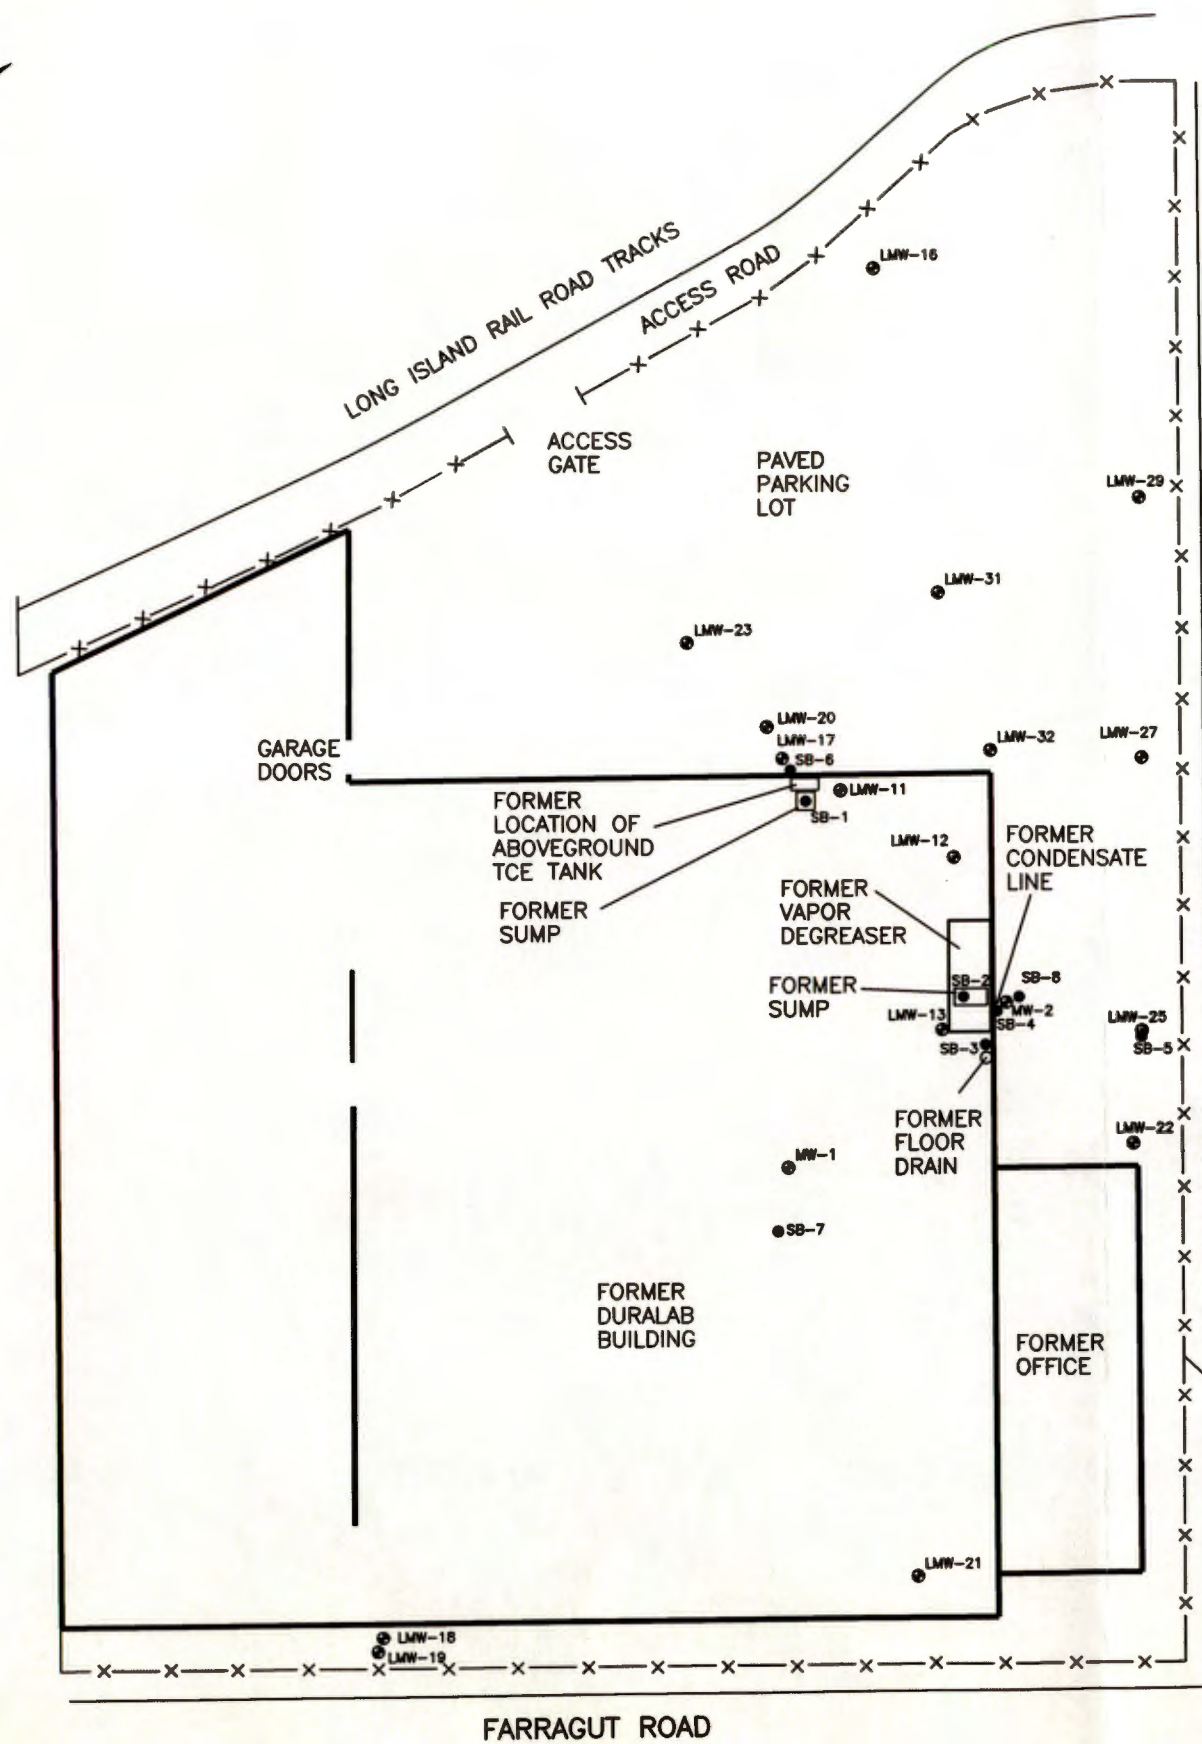 LONG ISLAND RAIL ROAD TRACKS
ACCESS ROAD
LMW-16
ACCESS
GATE
PAVED
PARKING
LOT
LMW-29
LMW-31
LMW-23
LMW-20
LMW-17
SB-6
LMW-32
LMW-27
GARAGE
DOORS
FORMER
LOCATION OF
ABOVEGROUND
TCE TANK
LMW-11
SB-1
LMW-12
FORMER
CONDENSATE
LINE
FORMER
SUMP
FORMER
VAPOR
DEGREASER
FORMER
SUMP
SB-2
SB-8
MW-2
SB-4
LMW-13
SB-3
LMW-25
SB-5
FORMER
FLOOR
DRAIN
LMW-22
MW-1
SB-7
FORMER
DURALAB
BUILDING
FORMER
OFFICE
LMW-21
LMW-18
LMW-19
FARRAGUT ROAD